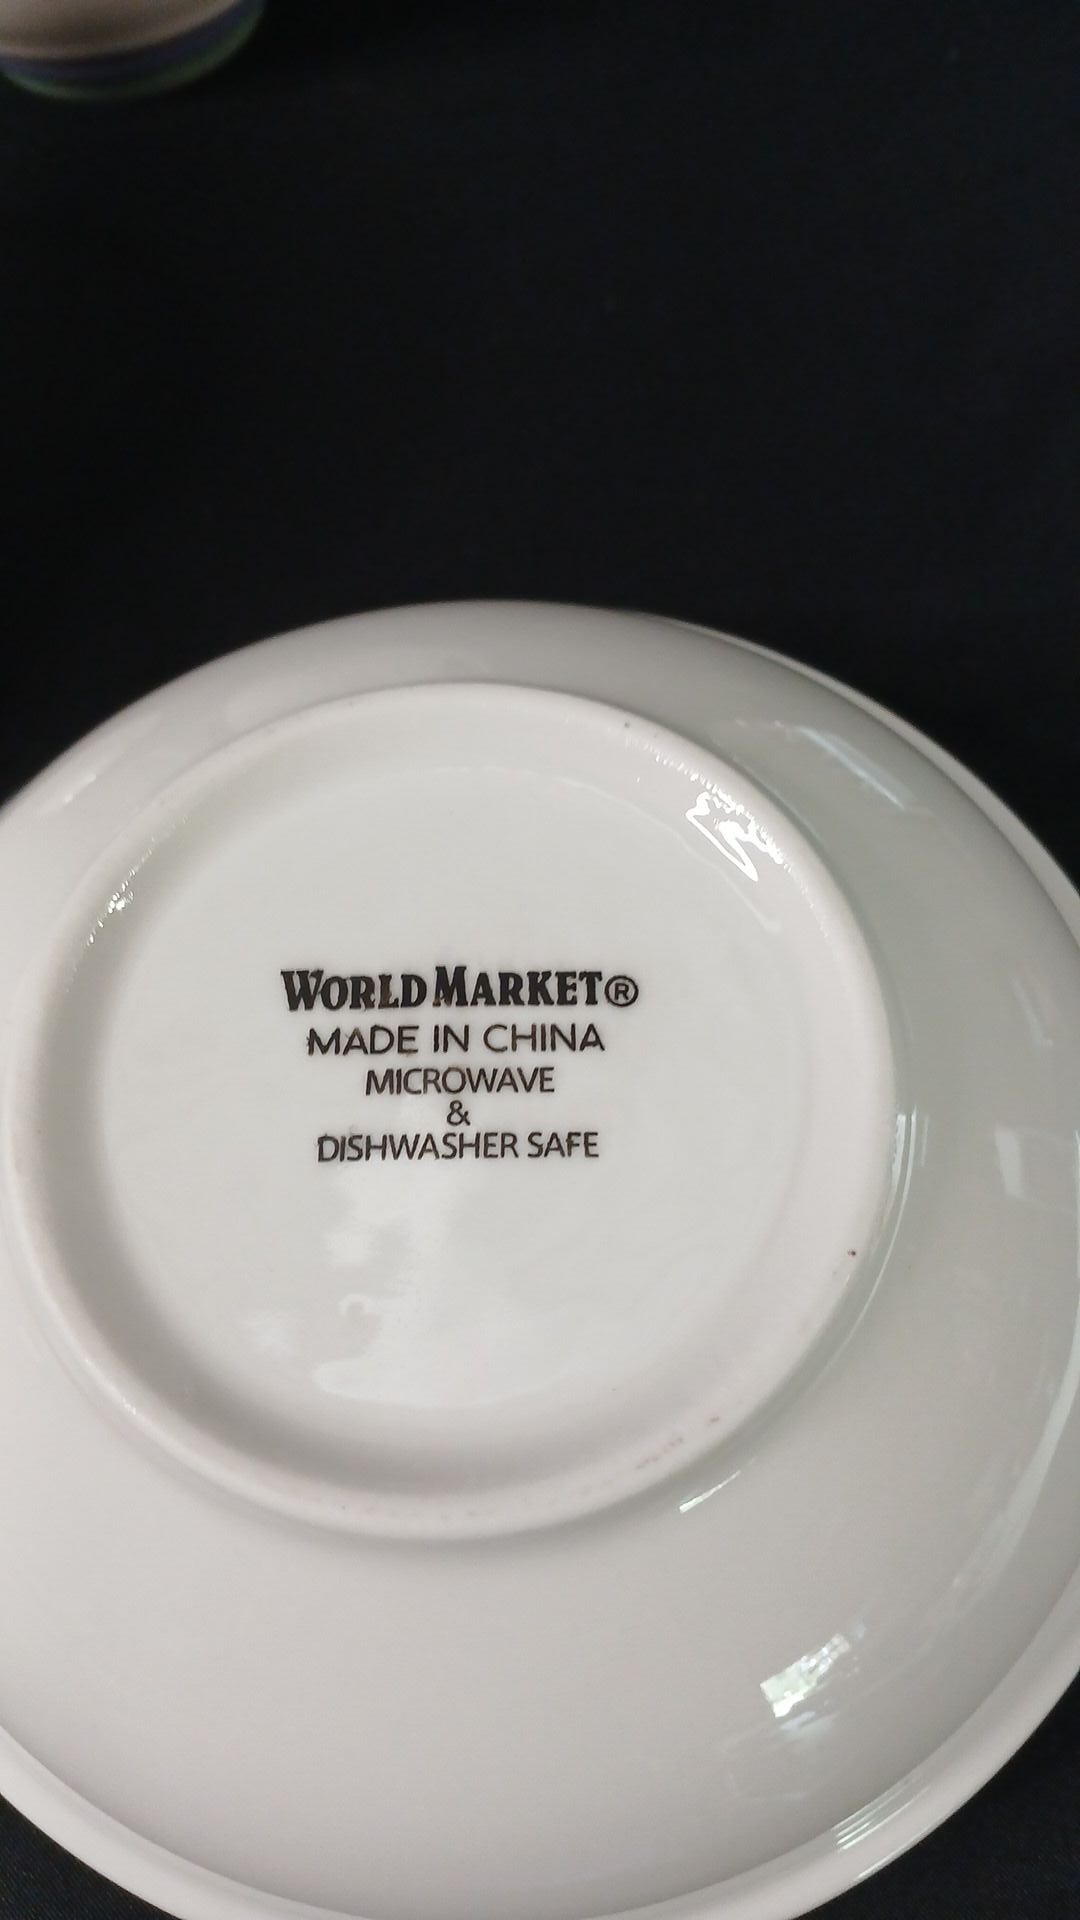 WORLD MARKET®
MADE IN CHINA
MICROWAVE
&
DISHWASHER SAFE